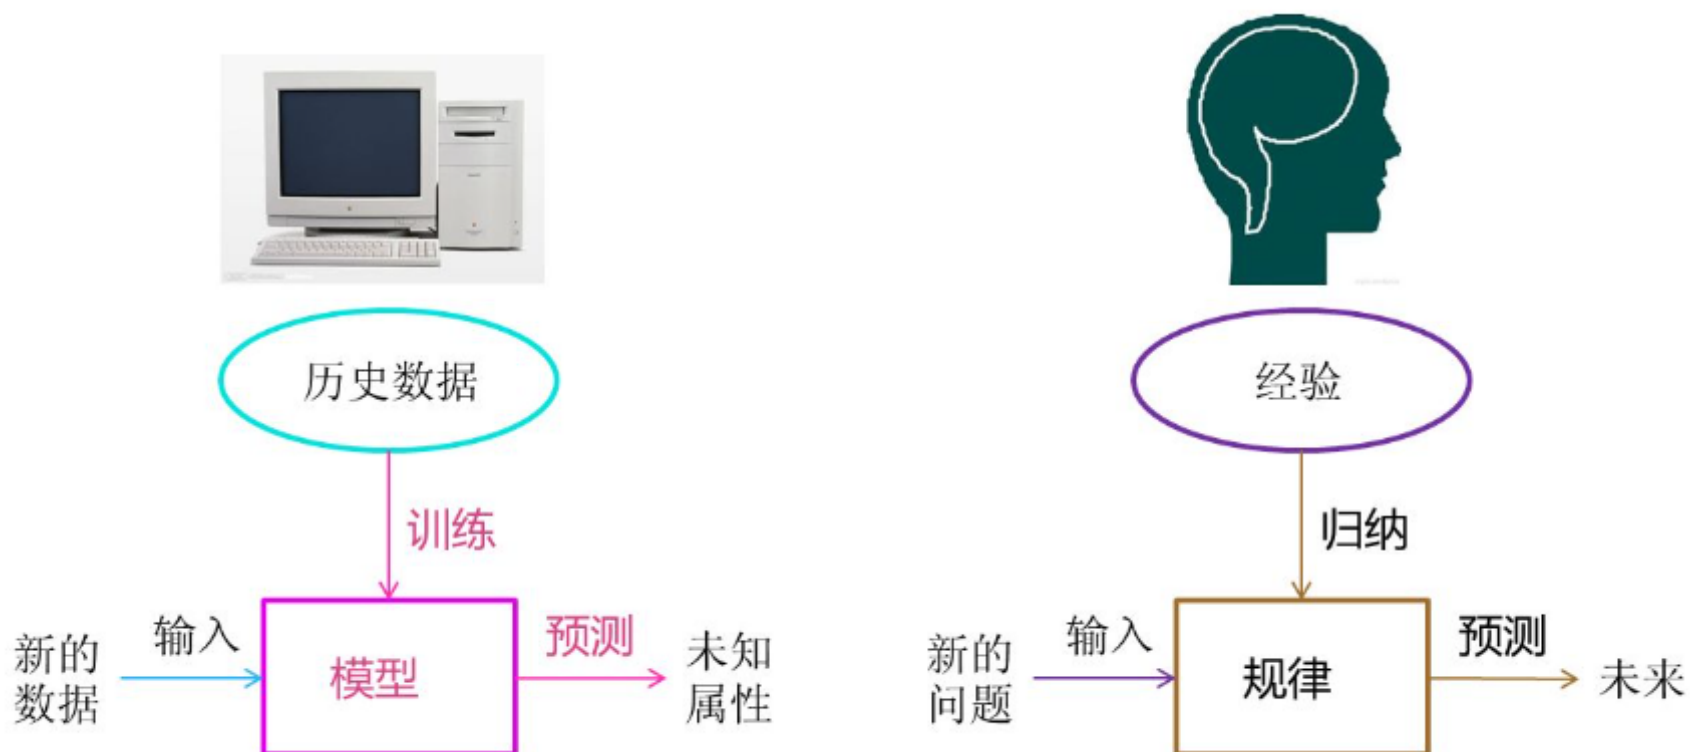 历史数据
训练
新的
数据
输入
模型
预测
未知
属性
经验
归纳
新的
问题
输入
规律
预测
未来